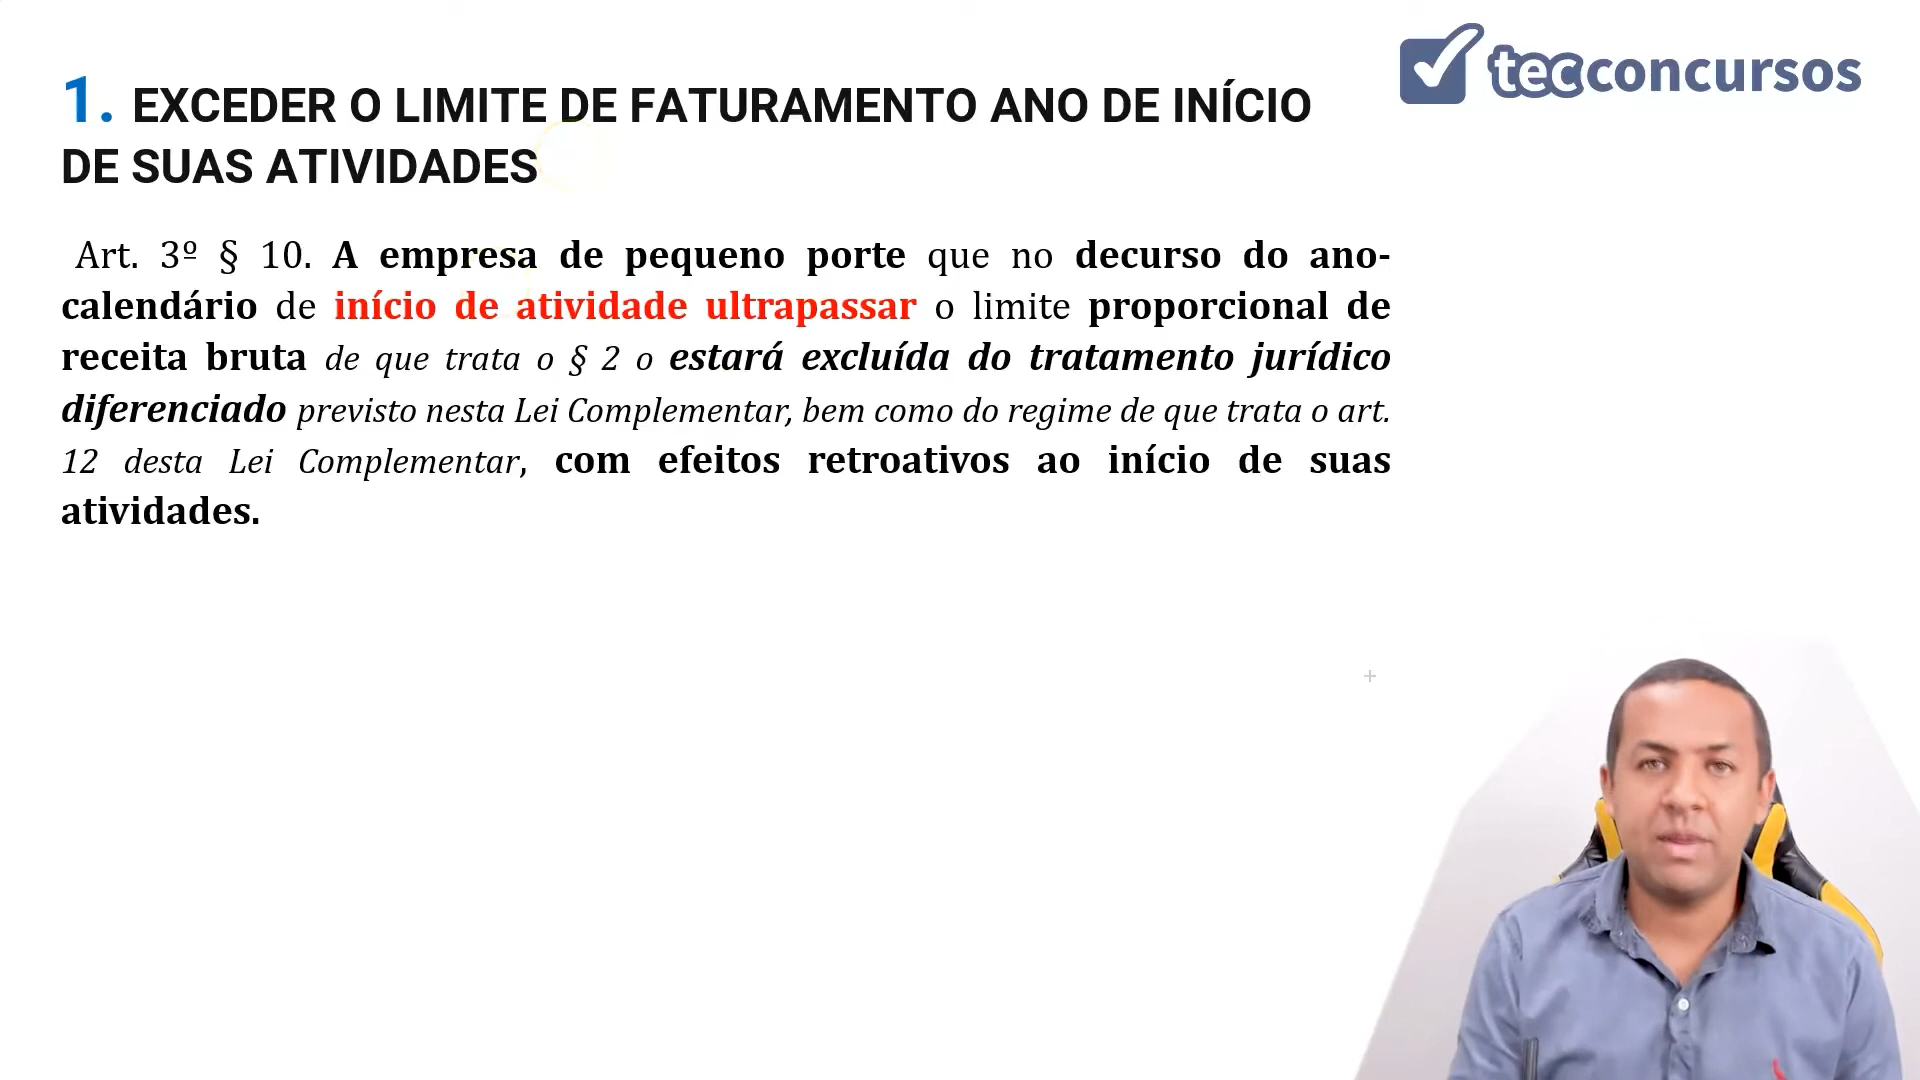 tecconcursos
1. EXCEDER O LIMITE DE FATURAMENTO ANO DE INÍCIO
DE SUAS ATIVIDADES
Art. 3º § 10. A empresa de pequeno porte que no decurso do ano-
calendário de início de atividade ultrapassar o limite proporcional de
receita bruta de que trata o § 2 o estará excluída do tratamento jurídico
diferenciado previsto nesta Lei Complementar, bem como do regime de que trata o art.
12 desta Lei Complementar, com efeitos retroativos ao início de suas
atividades.